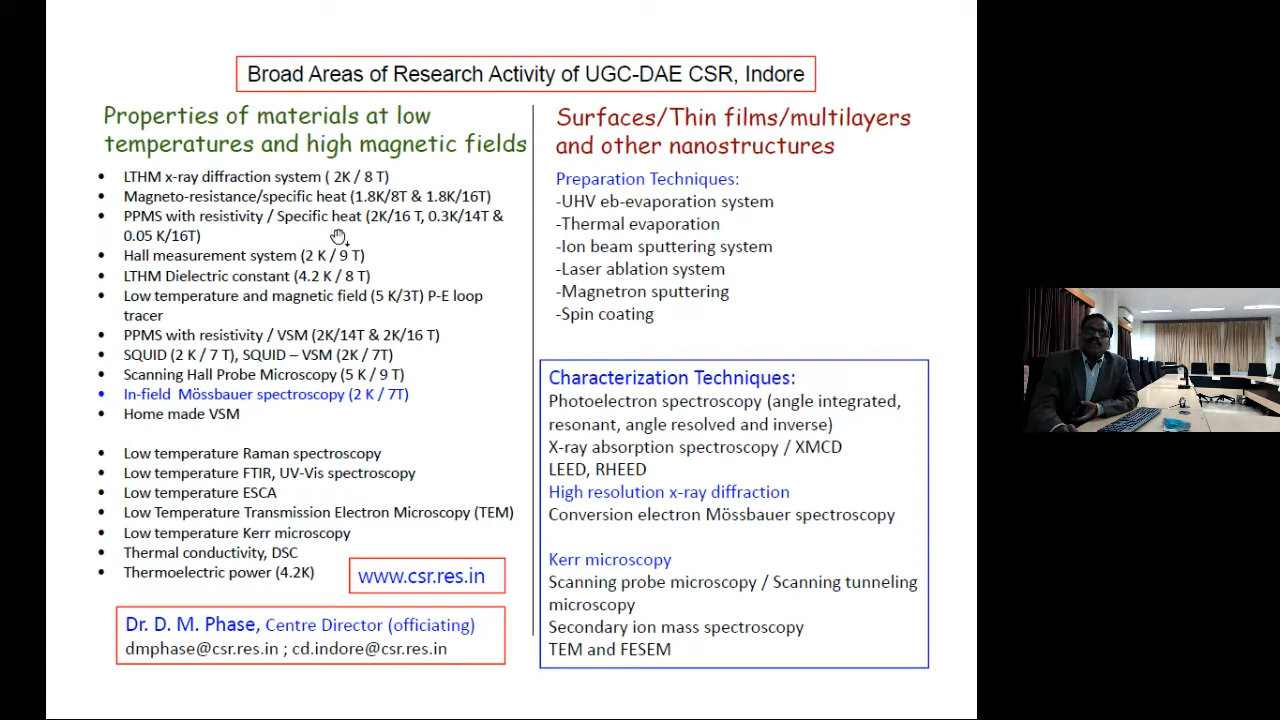 Broad Areas of Research Activity of UGC-DAE CSR, Indore
Properties of materials at low
temperatures and high magnetic fields
• LTHM x-ray diffraction system ( 2K / 8 T)
• Magneto-resistance/specific heat (1.8K/8T & 1.8K/16T)
• PPMS with resistivity / Specific heat (2K/16 T, 0.3K/14T &
0.05 K/16T)
• Hall measurement system (2 K / 9 T)
• LTHM Dielectric constant (4.2 K / 8 T)
• Low temperature and magnetic field (5 K/3T) P-E loop
tracer
• PPMS with resistivity / VSM (2K/14T & 2K/16 T)
• SQUID (2 K / 7 T), SQUID – VSM (2K / 7T)
• Scanning Hall Probe Microscopy (5 K / 9 T)
• In-field Mössbauer spectroscopy (2 K / 7T)
• Home made VSM
• Low temperature Raman spectroscopy
• Low temperature FTIR, UV-Vis spectroscopy
• Low temperature ESCA
• Low Temperature Transmission Electron Microscopy (TEM)
• Low temperature Kerr microscopy
• Thermal conductivity, DSC
• Thermoelectric power (4.2K)
www.csr.res.in
Dr. D. M. Phase, Centre Director (officiating)
dmphase@csr.res.in ; cd.indore@csr.res.in
Surfaces/Thin films/multilayers
and other nanostructures
Preparation Techniques:
-UHV eb-evaporation system
-Thermal evaporation
-Ion beam sputtering system
-Laser ablation system
-Magnetron sputtering
-Spin coating
Characterization Techniques:
Photoelectron spectroscopy (angle integrated,
resonant, angle resolved and inverse)
X-ray absorption spectroscopy / XMCD
LEED, RHEED
High resolution x-ray diffraction
Conversion electron Mössbauer spectroscopy
Kerr microscopy
Scanning probe microscopy / Scanning tunneling
microscopy
Secondary ion mass spectroscopy
TEM and FESEM